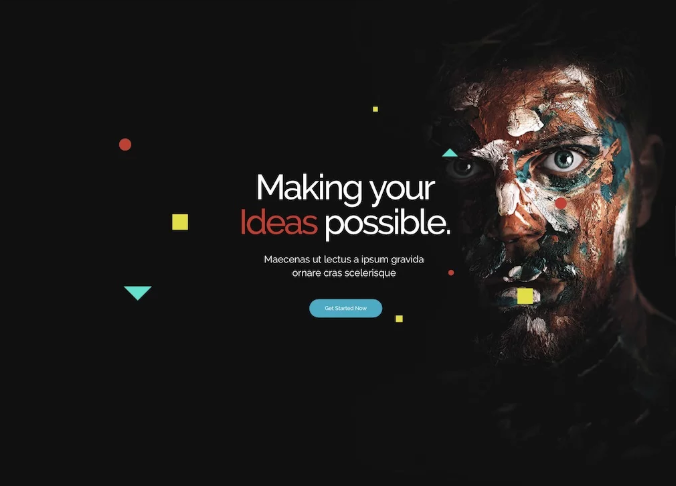 Making your
Ideas possible.
Maecenas ut lectus a ipsum gravida
ornare cras scelerisque
Get Started Now